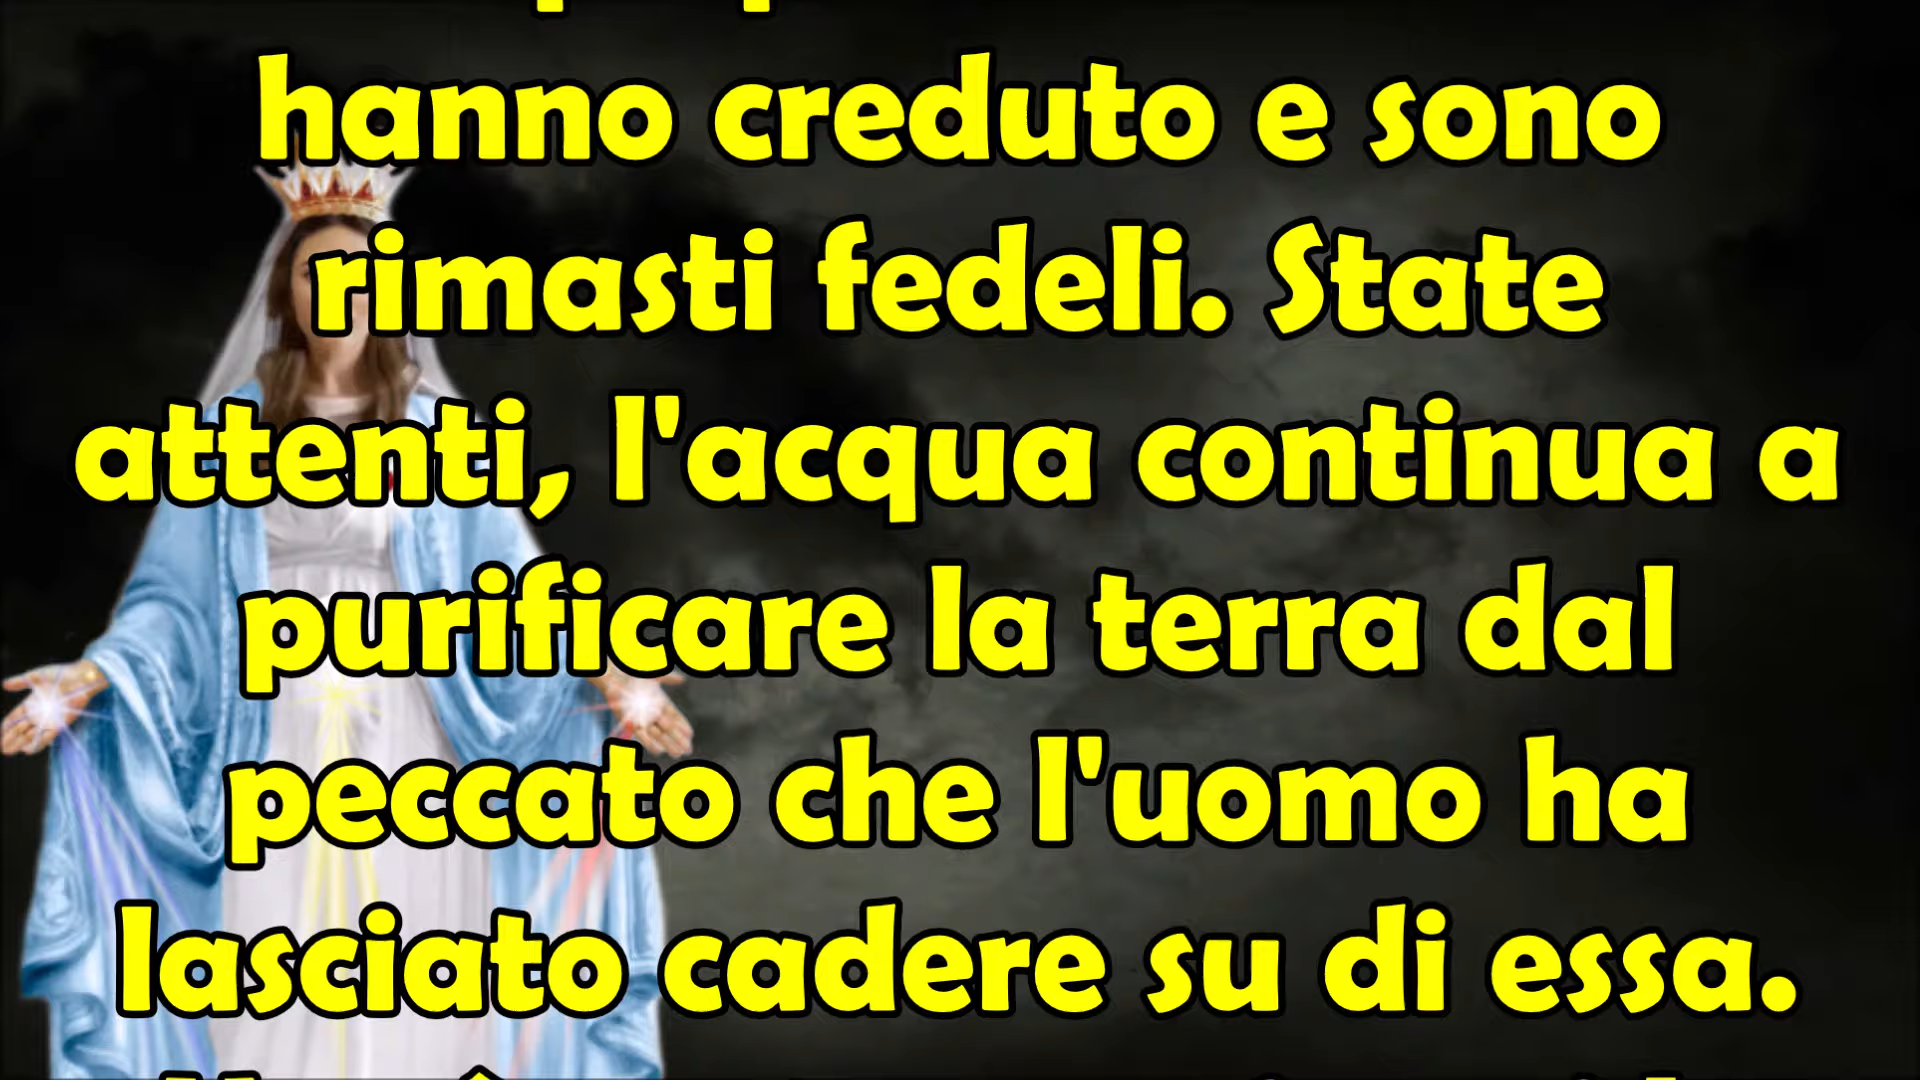 hanno creduto e sono
rimasti fedeli. State
attenti, l'acqua continua a
purificare la terra dal
peccato che l'uomo ha
lasciato cadere su di essa.